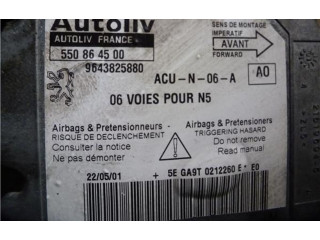 Autoliv
AUTOLIV FRANCE
550 86 45 00
9643825880
SENS DE MONTAGE
IMPERATIF
AVANT
FORWARD
ACU-N-06-A
AO
06 VOIES POUR N5
Airbags & Pretensionneurs
RISQUE DE DECLENCHEMENT
Consulter la notice
Ne pas démonter
Airbags & Pretensioners
TRIGGERING HASARD
Do not remove
Read manual
22/05/01 + 5E GA9T 0212260 E* E0